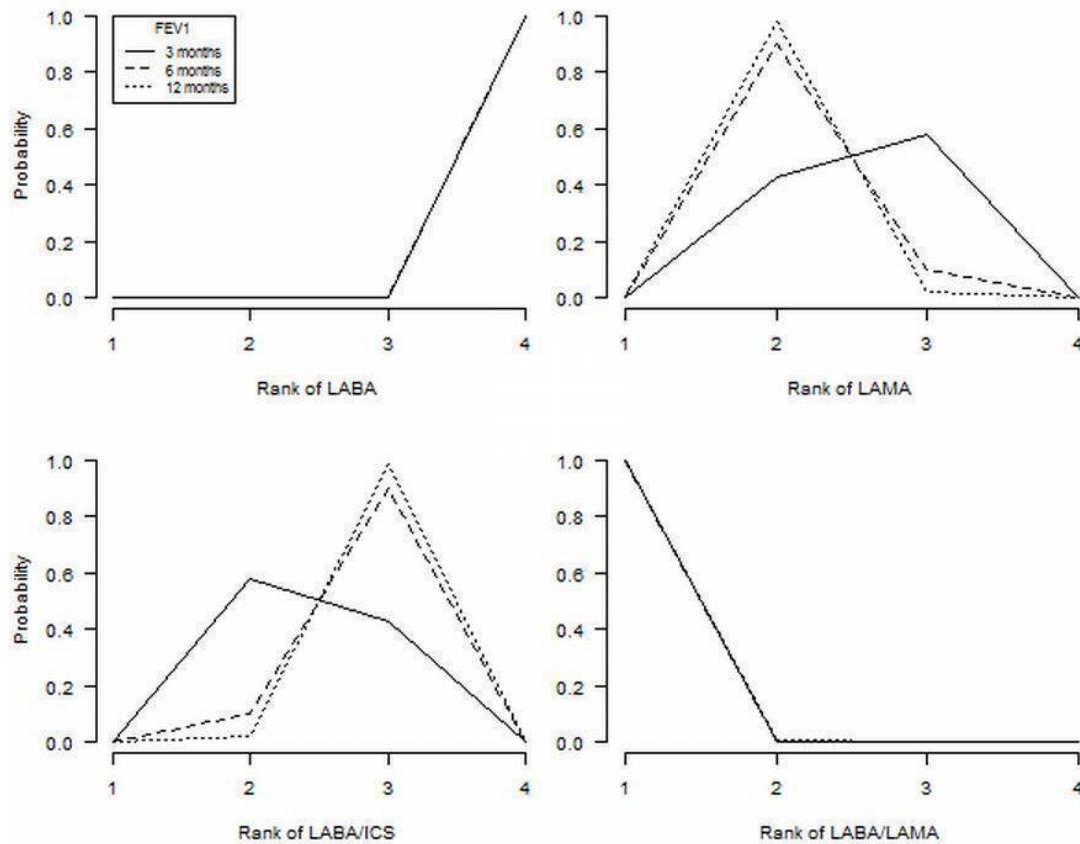 FEV1
3 months
6 months
12 months
Probability
1.0
0.8
0.6
0.4
0.2
0.0
1 2 3 4
Rank of LABA
1.0
0.8
0.6
0.4
0.2
0.0
1 2 3 4
Rank of LAMA
Probability
1.0
0.8
0.6
0.4
0.2
0.0
1 2 3 4
Rank of LABA/ICS
1.0
0.8
0.6
0.4
0.2
0.0
1 2 3 4
Rank of LABA/LAMA